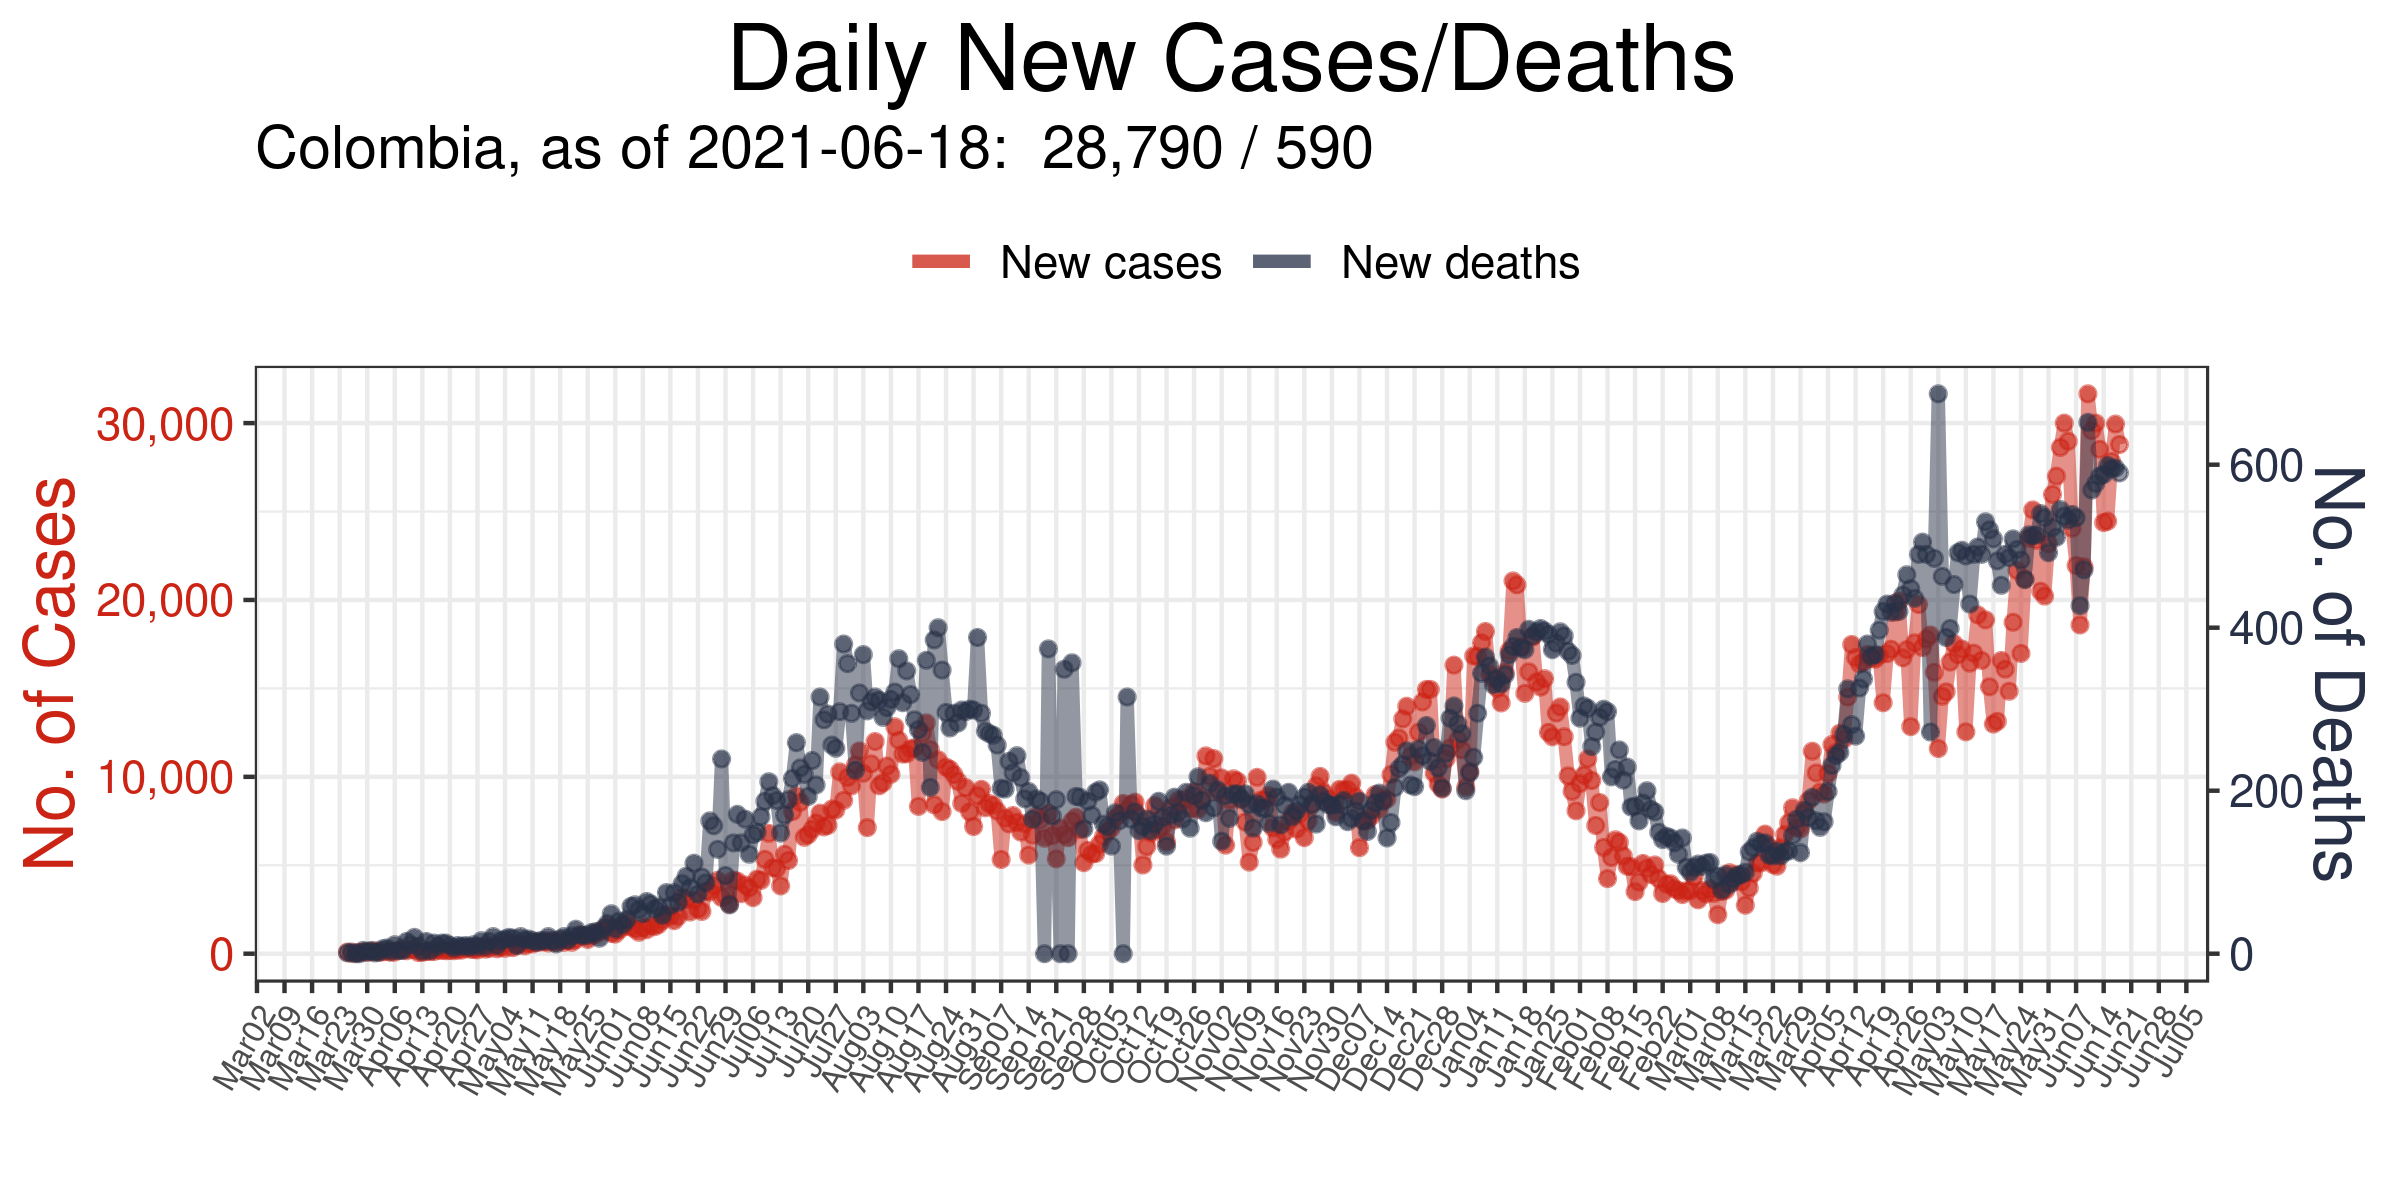 Daily New Cases/Deaths
Colombia, as of 2021-06-18:  28,790 / 590
New cases
New deaths
No. of Cases
30,000
20,000
10,000
0
600
400
200
0
No. of Deaths
Mar02
Mar09
Mar16
Mar23
Mar30
Apr06
Apr13
Apr20
Apr27
May04
May11
May18
May25
Jun01
Jun08
Jun15
Jun22
Jun29
Jul06
Jul13
Jul20
Jul27
Aug03
Aug10
Aug17
Aug24
Aug31
Sep07
Sep14
Sep21
Sep28
Oct05
Oct12
Oct19
Oct26
Nov02
Nov09
Nov16
Nov23
Nov30
Dec07
Dec14
Dec21
Dec28
Jan04
Jan11
Jan18
Jan25
Feb01
Feb08
Feb15
Feb22
Mar01
Mar08
Mar15
Mar22
Mar29
Apr05
Apr12
Apr19
Apr26
May03
May10
May17
May24
May31
Jun07
Jun14
Jun21
Jun28
Jul05